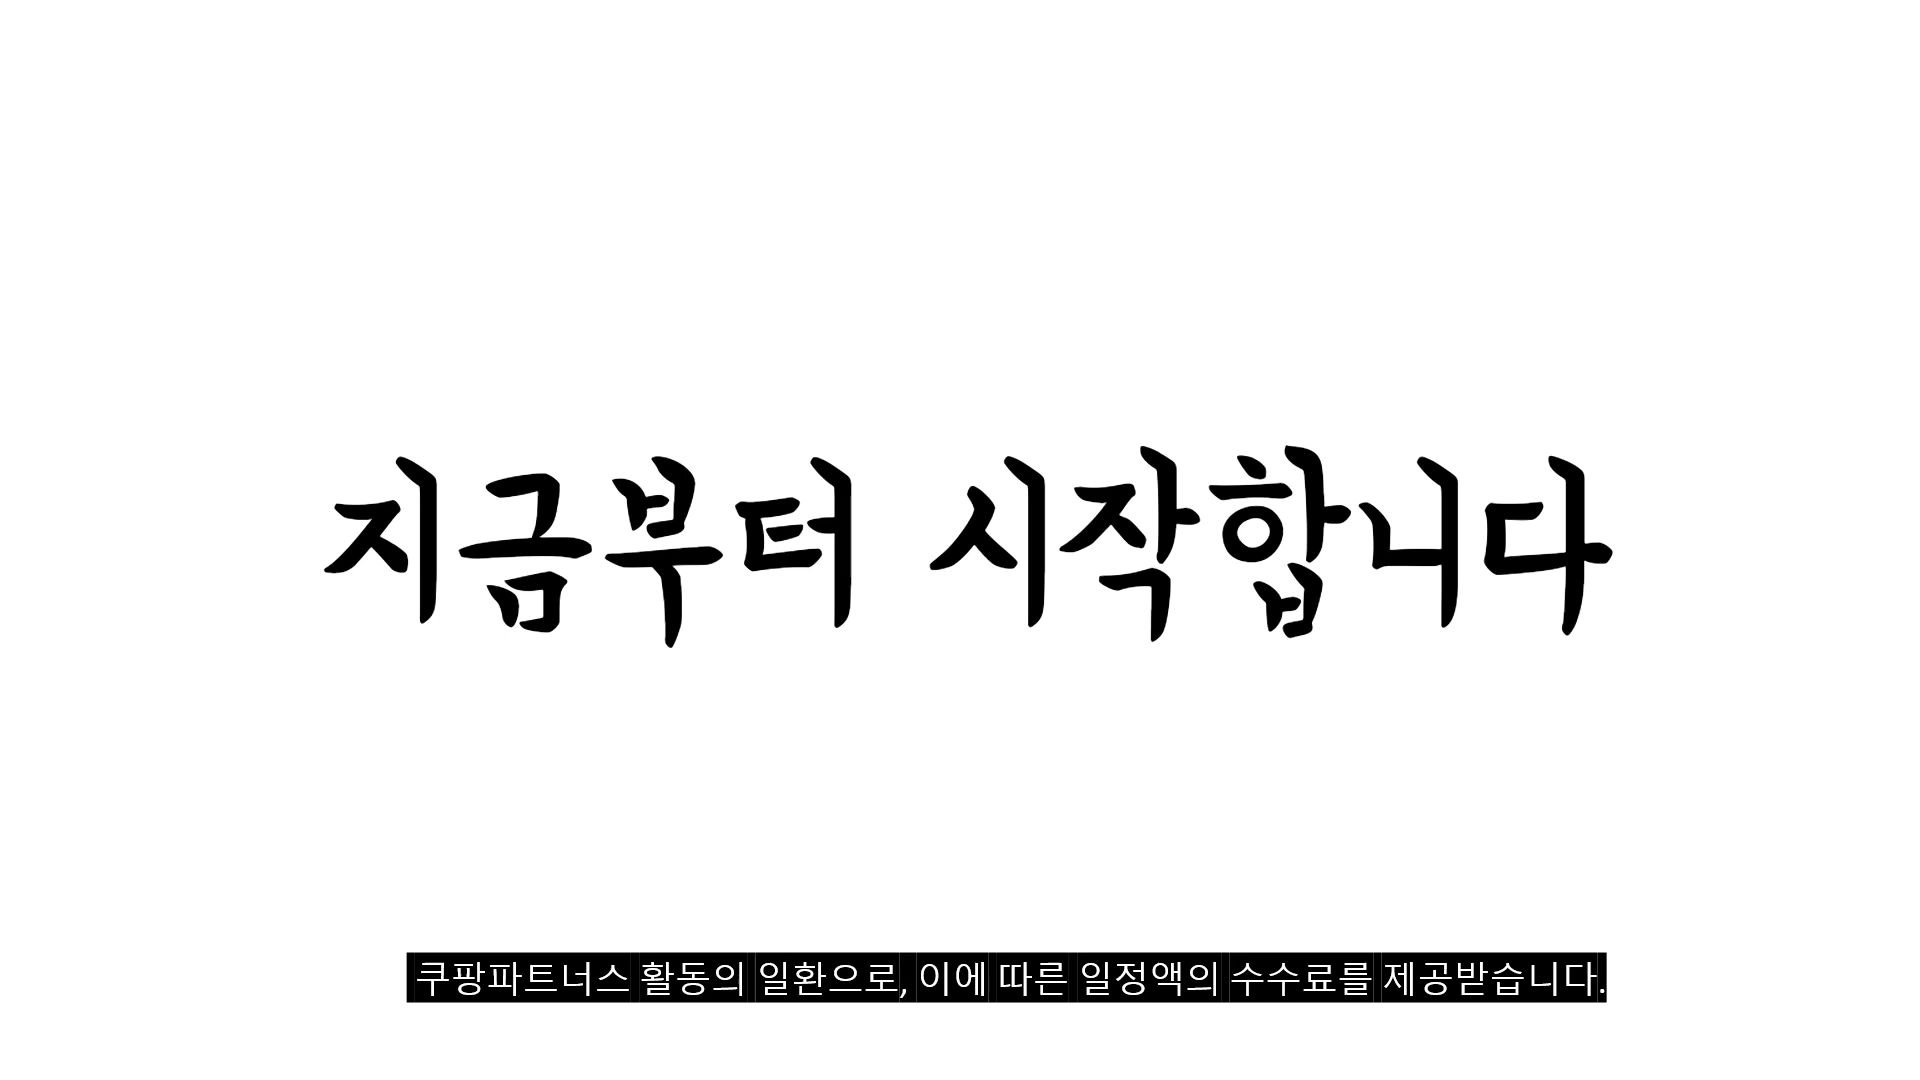 지금부터 시작합니다
쿠팡파트너스 활동의 일환으로, 이에 따른 일정액의 수수료를 제공받습니다.